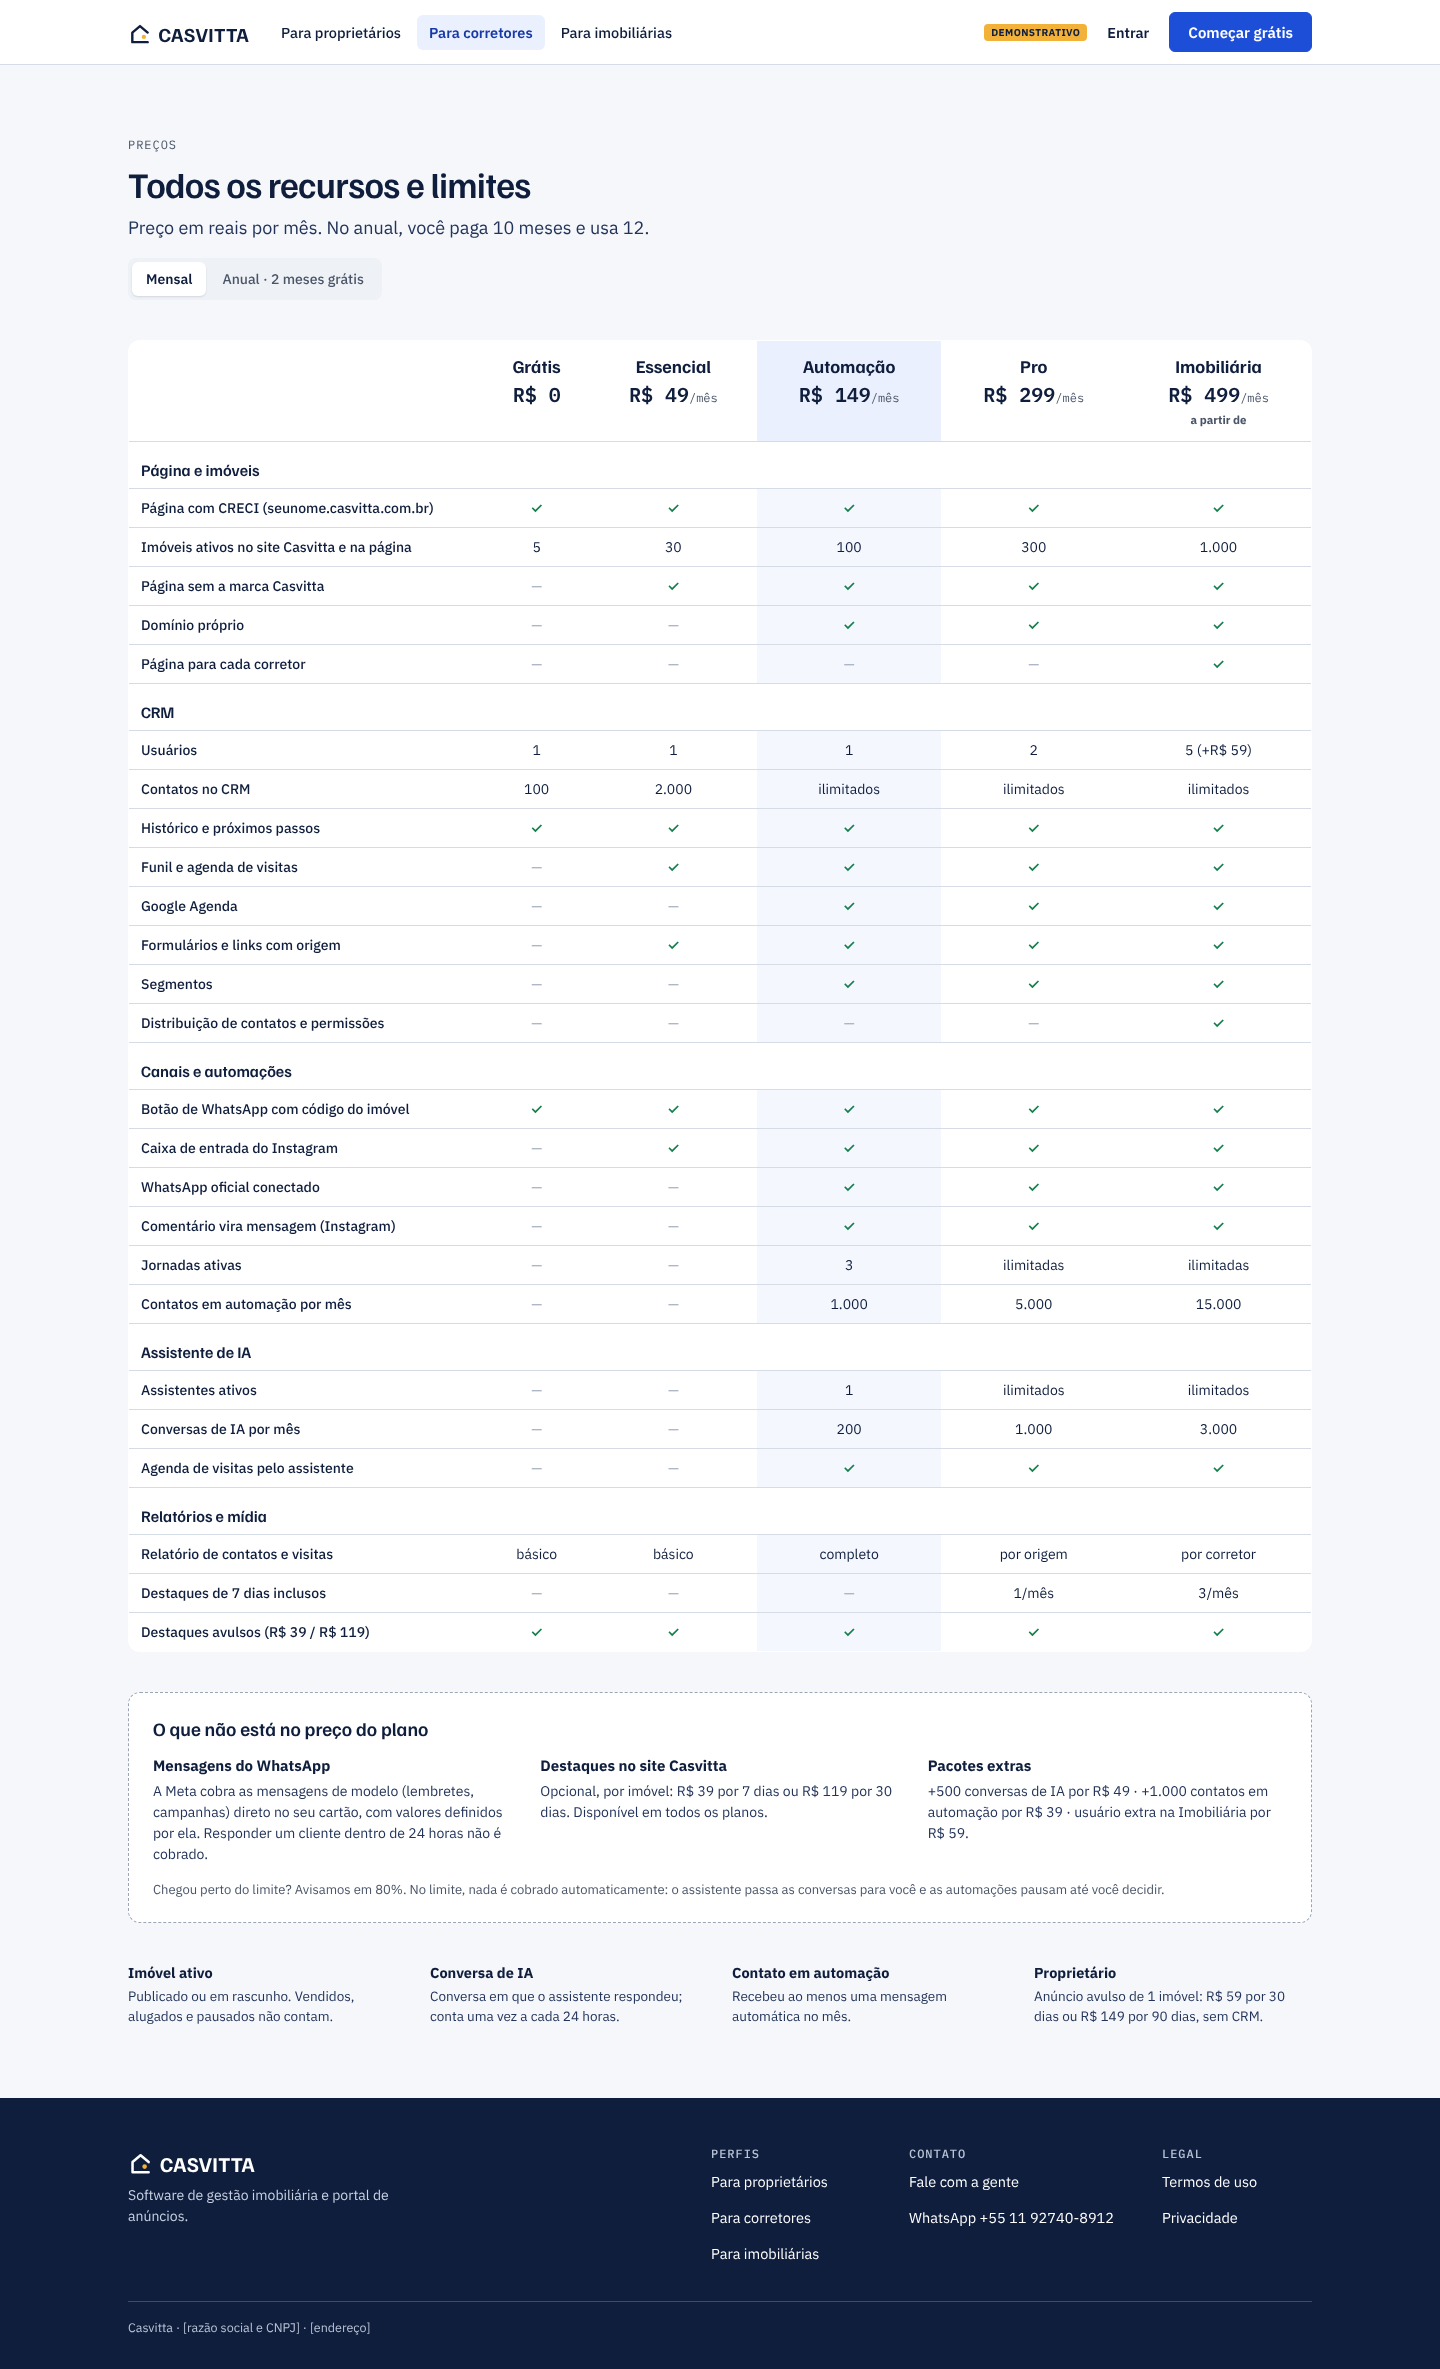 CASVITTA Para proprietários Para corretores Para imobiliárias DEMONSTRATIVO Entrar Começar grátis
PREÇOS
Todos os recursos e limites
Preço em reais por mês. No anual, você paga 10 meses e usa 12.
Mensal Anual · 2 meses grátis
Grátis Essencial Automação Pro Imobiliária
R$ 0 R$ 49/mês R$ 149/mês R$ 299/mês R$ 499/mês
a partir de
Página e imóveis
Página com CRECI (seunome.casvitta.com.br) ✓ ✓ ✓ ✓ ✓
Imóveis ativos no site Casvitta e na página 5 30 100 300 1.000
Página sem a marca Casvitta — ✓ ✓ ✓ ✓
Domínio próprio — — ✓ ✓ ✓
Página para cada corretor — — — — ✓
CRM
Usuários 1 1 1 2 5 (+R$ 59)
Contatos no CRM 100 2.000 ilimitados ilimitados ilimitados
Histórico e próximos passos ✓ ✓ ✓ ✓ ✓
Funil e agenda de visitas — ✓ ✓ ✓ ✓
Google Agenda — — ✓ ✓ ✓
Formulários e links com origem — ✓ ✓ ✓ ✓
Segmentos — — ✓ ✓ ✓
Distribuição de contatos e permissões — — — — ✓
Canais e automações
Botão de WhatsApp com código do imóvel ✓ ✓ ✓ ✓ ✓
Caixa de entrada do Instagram — ✓ ✓ ✓ ✓
WhatsApp oficial conectado — — ✓ ✓ ✓
Comentário vira mensagem (Instagram) — — ✓ ✓ ✓
Jornadas ativas — — 3 ilimitadas ilimitadas
Contatos em automação por mês — — 1.000 5.000 15.000
Assistente de IA
Assistentes ativos — — 1 ilimitados ilimitados
Conversas de IA por mês — — 200 1.000 3.000
Agenda de visitas pelo assistente — — ✓ ✓ ✓
Relatórios e mídia
Relatório de contatos e visitas básico básico completo por origem por corretor
Destaques de 7 dias inclusos — — — 1/mês 3/mês
Destaques avulsos (R$ 39 / R$ 119) ✓ ✓ ✓ ✓ ✓
O que não está no preço do plano
Mensagens do WhatsApp
A Meta cobra as mensagens de modelo (lembretes,
campanhas) direto no seu cartão, com valores definidos
por ela. Responder um cliente dentro de 24 horas não é
cobrado.
Destaques no site Casvitta
Opcional, por imóvel: R$ 39 por 7 dias ou R$ 119 por 30
dias. Disponível em todos os planos.
Pacotes extras
+500 conversas de IA por R$ 49 · +1.000 contatos em
automação por R$ 39 · usuário extra na Imobiliária por
R$ 59.
Chegou perto do limite? Avisamos em 80%. No limite, nada é cobrado automaticamente: o assistente passa as conversas para você e as automações pausam até você decidir.
Imóvel ativo
Publicado ou em rascunho. Vendidos,
alugados e pausados não contam.
Conversa de IA
Conversa em que o assistente respondeu;
conta uma vez a cada 24 horas.
Contato em automação
Recebeu ao menos uma mensagem
automática no mês.
Proprietário
Anúncio avulso de 1 imóvel: R$ 59 por 30
dias ou R$ 149 por 90 dias, sem CRM.
CASVITTA
Software de gestão imobiliária e portal de
anúncios.
PERFIS
Para proprietários
Para corretores
Para imobiliárias
CONTATO
Fale com a gente
WhatsApp +55 11 92740-8912
LEGAL
Termos de uso
Privacidade
Casvitta · [razão social e CNPJ] · [endereço]